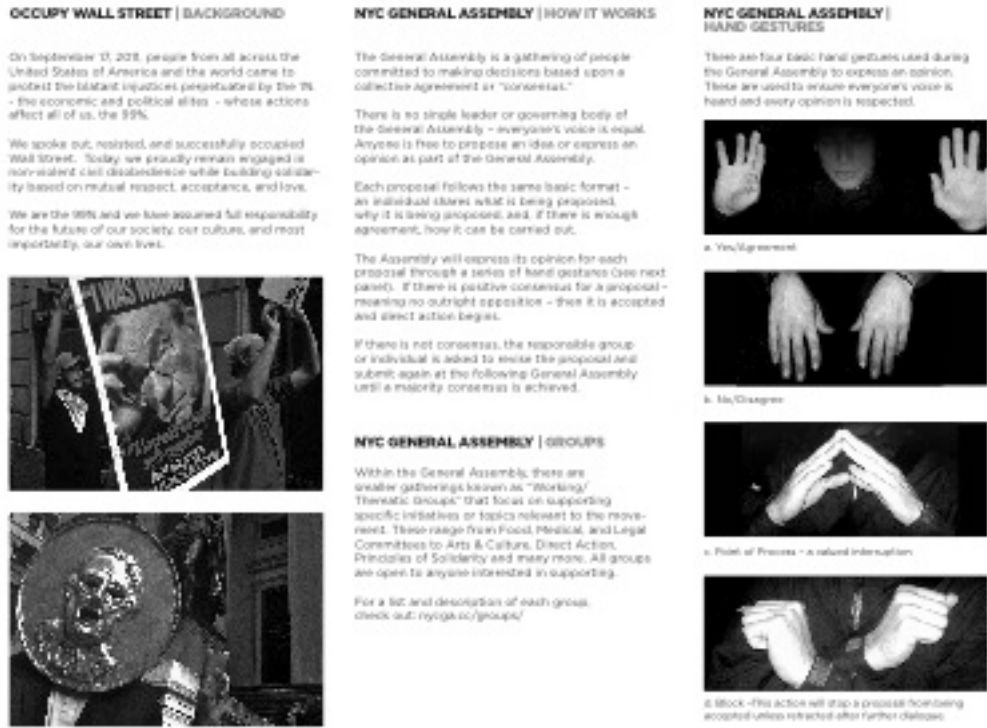 OCCUPY WALL STREET | BACKGROUND
On September 17, 2011, people from all across the
United States of America and the world came to
protest the blatant injustices perpetuated by the 1%
- the economic and political elites - whose actions
affect all of us, the 99%.
We spoke out, resisted, and successfully occupied
Wall Street. Today, we proudly remain engaged in
non-violent civil disobedience while building solidar-
ity based on mutual respect, acceptance, and love.
We are the 99% and we have assumed full responsibility
for the future of our society, our culture, and most
importantly, our own lives.
NYC GENERAL ASSEMBLY | HOW IT WORKS
The General Assembly is a gathering of people
committed to making decisions based upon a
collective agreement or "consensus."
There is no single leader or governing body of
the General Assembly – everyone's voice is equal.
Anyone is free to propose an idea or express an
opinion as part of the General Assembly.
Each proposal follows the same basic format –
an individual shares what is being proposed,
why it is being proposed, and, if there is enough
agreement, how it can be carried out.
The Assembly will express its opinion for each
proposal through a series of hand gestures (see next
panel). If there is positive consensus for a proposal –
meaning no outright opposition – then it is accepted
and direct action begins.
If there is not consensus, the responsible group
or individual is asked to revise the proposal and
submit again at the following General Assembly
until a majority consensus is achieved.
NYC GENERAL ASSEMBLY | GROUPS
Within the General Assembly, there are
smaller gatherings known as "Working/
Thematic Groups" that focus on supporting
specific initiatives or topics relevant to the move-
ment. These range from Food, Medical, and Legal
Committees to Arts & Culture, Direct Action,
Principles of Solidarity and many more. All groups
are open to anyone interested in supporting.
For a list and description of each group,
check out: nycga.cc/groups/
NYC GENERAL ASSEMBLY |
HAND GESTURES
There are four basic hand gestures used during
the General Assembly to express an opinion.
These are used to ensure everyone's voice is
heard and every opinion is respected.
a. Yes/Agreement
b. No/Disagree
c. Point of Process – a valued interruption
d. Block –This action will stop a proposal from being
accepted unless retracted after further dialogue.